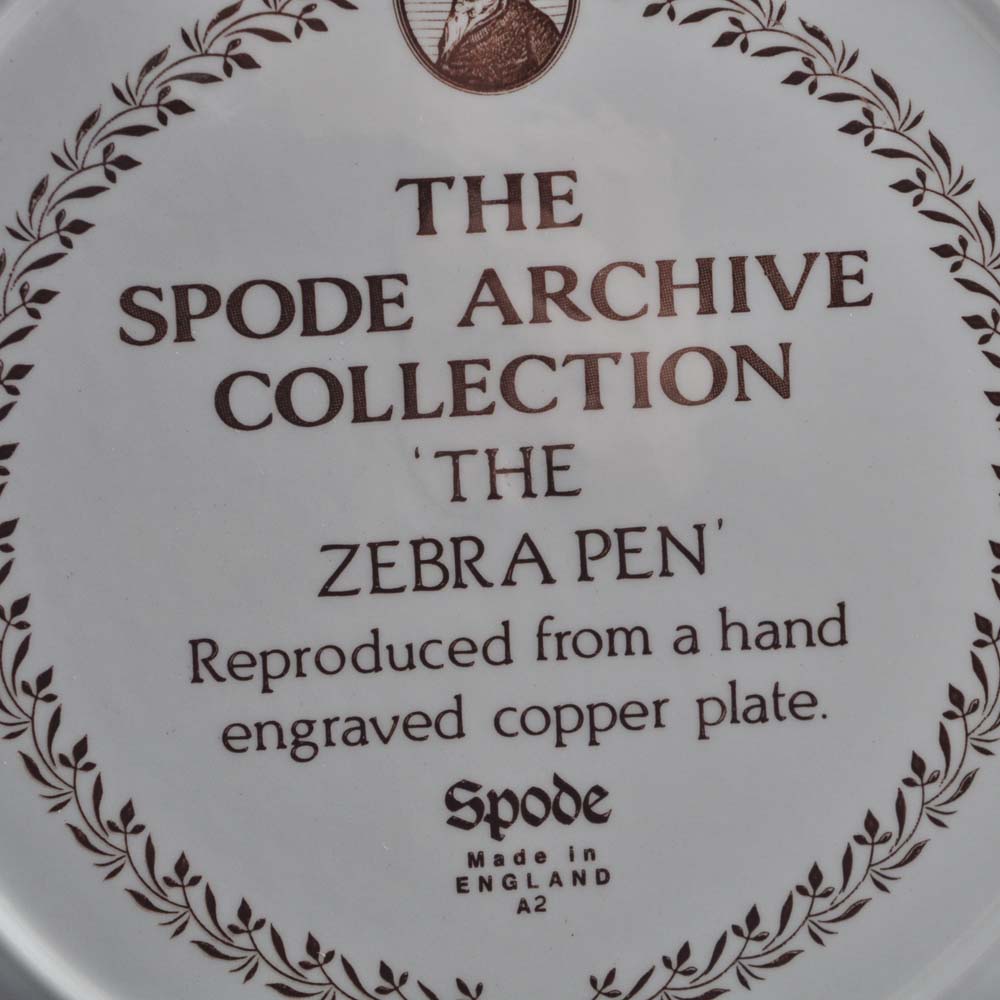 THE
SPODE ARCHIVE
COLLECTION
‘THE
ZEBRA PEN’
Reproduced from a hand
engraved copper plate.
Spode
Made in
ENGLAND
A2